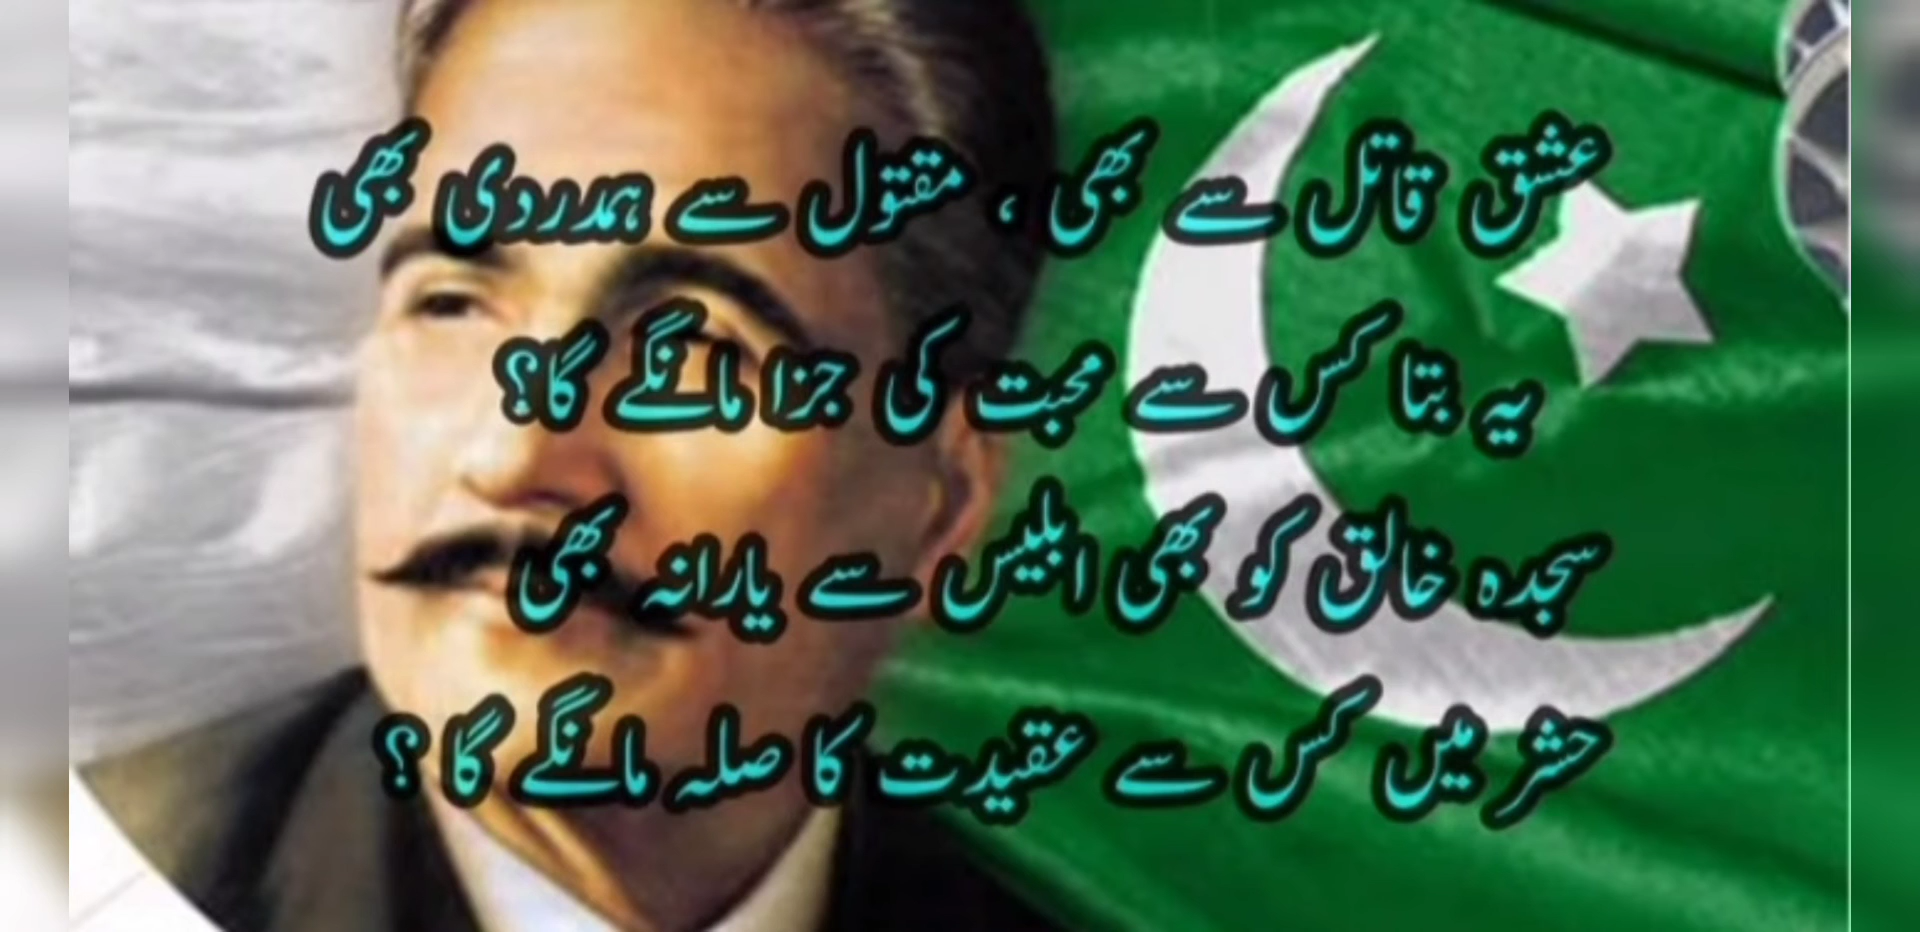 عشق قاتل سے بھی ، مقتول سے ہمدردی بھی
یہ بتا کس سے محبت کی جزا مانگے گا؟
سجدہ خالق کو بھی ابلیس سے یارانہ بھی
حشر میں کس سے عقیدت کا صلہ مانگے گا ؟